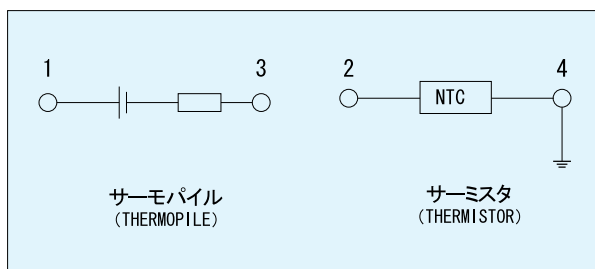 1 3 2 4
NTC
サーモパイル
(THERMOPILE)
サーミスタ
(THERMISTOR)